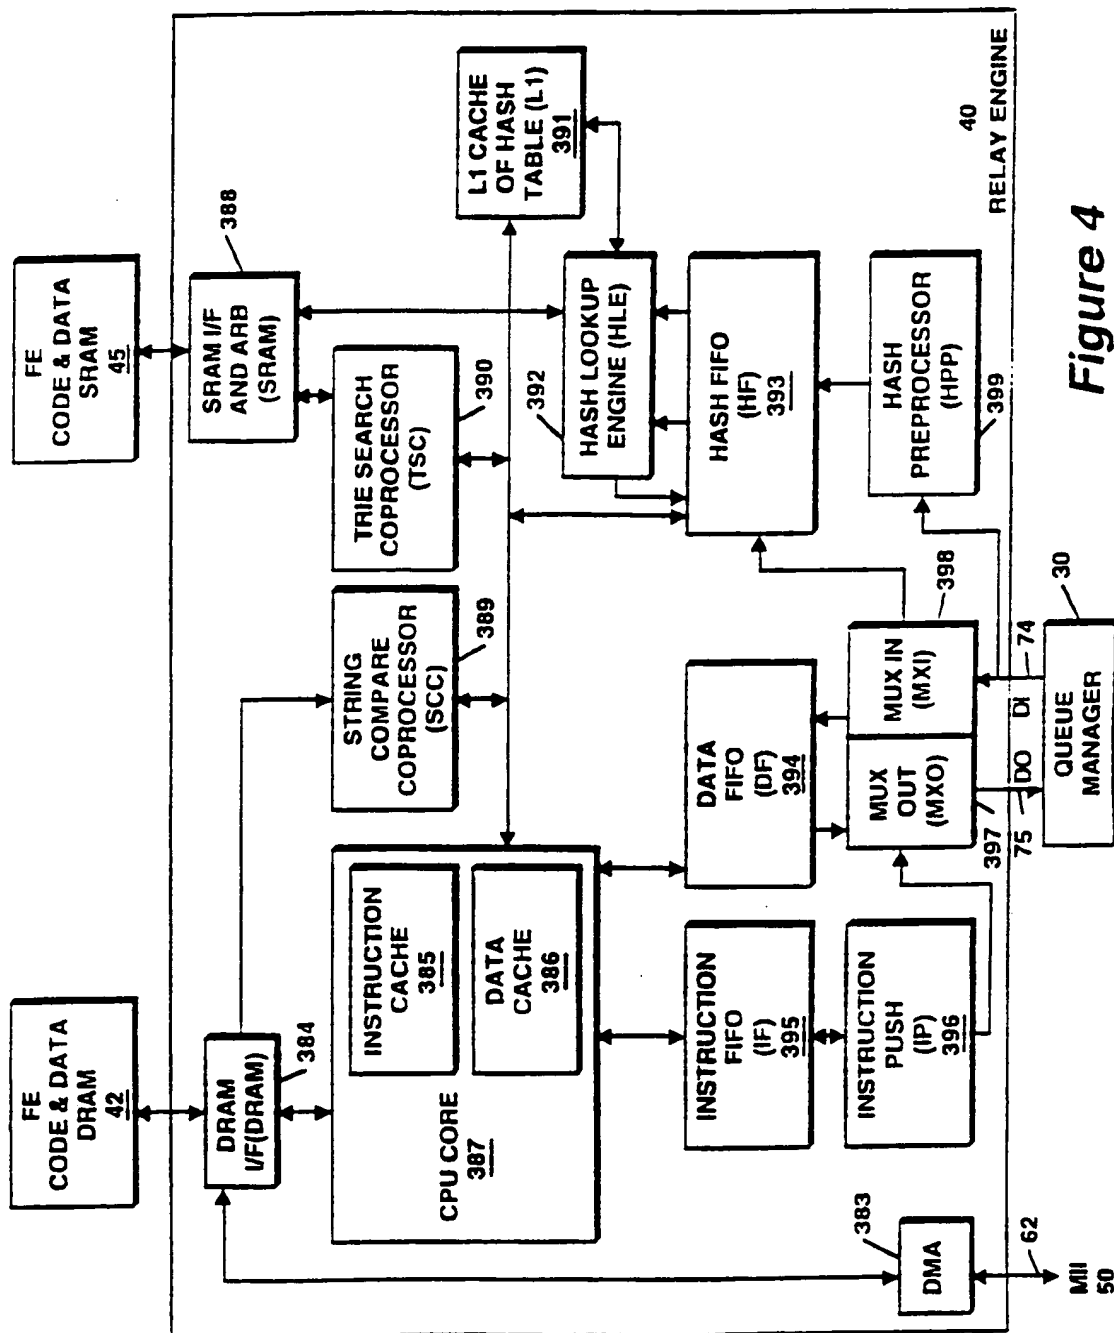 FE
CODE & DATA
DRAM
42
FE
CODE & DATA
SRAM
45
DRAM
I/F(DRAM)
384
SRAM I/F
AND ARB
(SRAM)
388
CPU CORE
387
INSTRUCTION
CACHE
385
DATA
CACHE
386
STRING
COMPARE
COPROCESSOR
(SCC)
389
TRIE SEARCH
COPROCESSOR
(TSC)
390
L1 CACHE
OF HASH
TABLE (L1)
391
392
HASH LOOKUP
ENGINE (HLE)
INSTRUCTION
FIFO
(IF)
395
DATA
FIFO
(DF)
394
HASH FIFO
(HF)
393
383
DMA
INSTRUCTION
PUSH
(IP)
396
MUX
OUT
(MXO)
MUX IN
(MXI)
398
HASH
PREPROCESSOR
(HPP)
399
40
RELAY ENGINE
62
397
75
DO
DI
74
30
MII
50
QUEUE
MANAGER
Figure 4